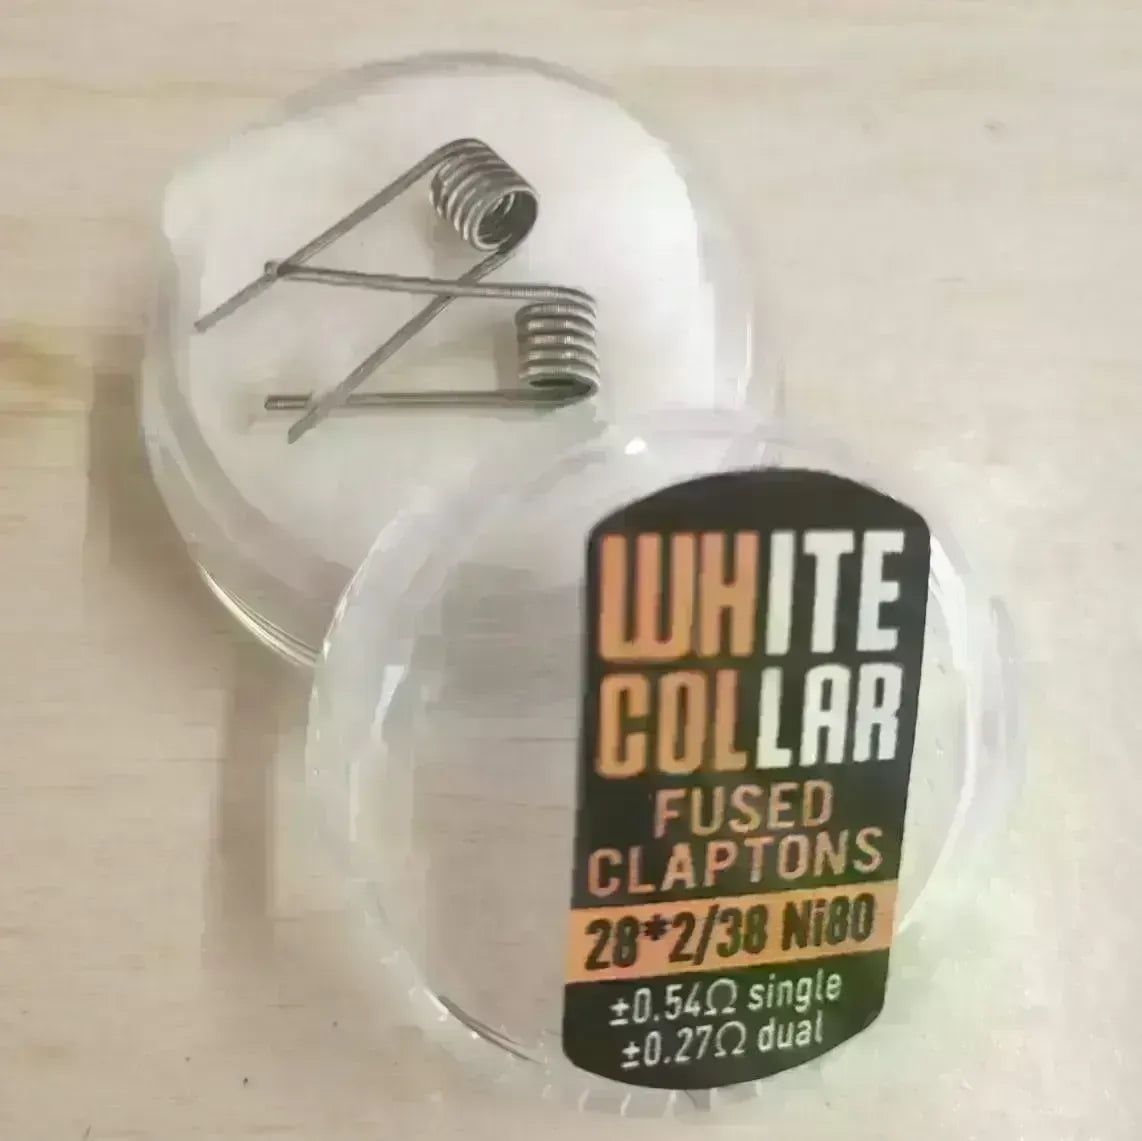 WHITE
COLLAR
FUSED
CLAPTONS
28*2/38 Ni80
±0.54Ω single
±0.27Ω dual